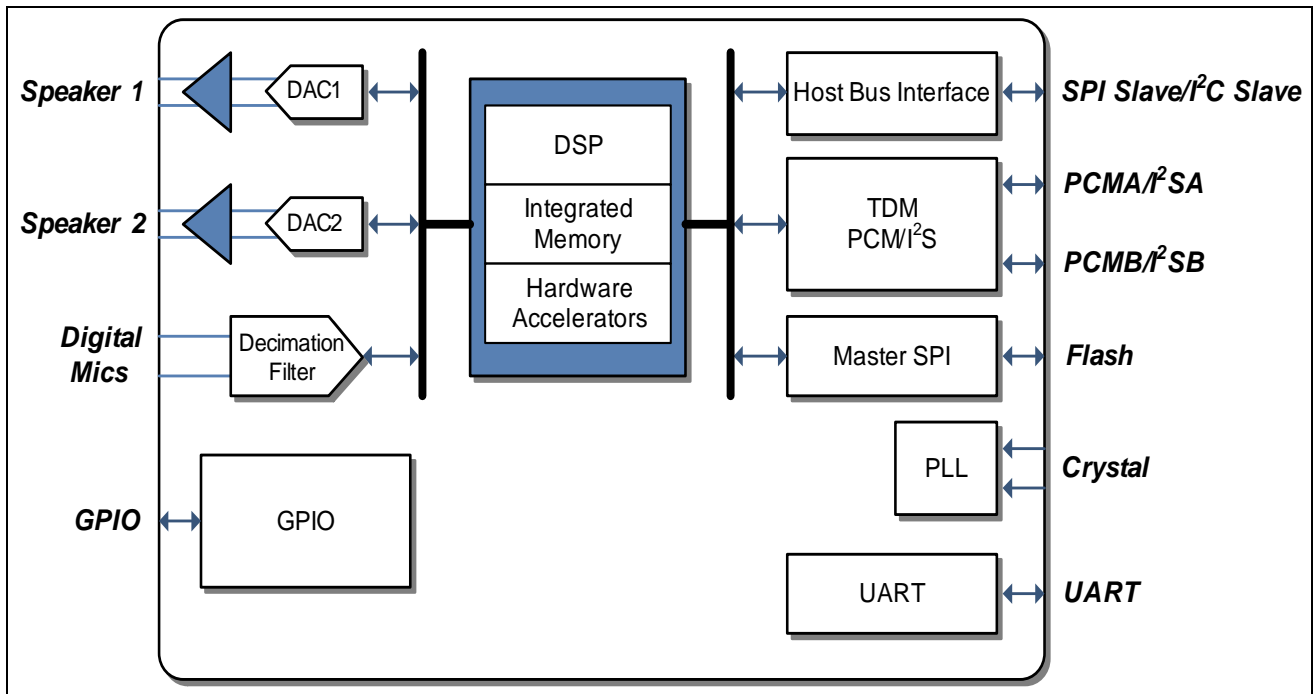 Speaker 1
DAC1
Speaker 2
DAC2
Digital
Mics
Decimation
Filter
GPIO
GPIO
DSP
Integrated
Memory
Hardware
Accelerators
Host Bus Interface
SPI Slave/I²C Slave
TDM
PCM/I²S
PCMA/I²SA
PCMB/I²SB
Master SPI
Flash
PLL
Crystal
UART
UART